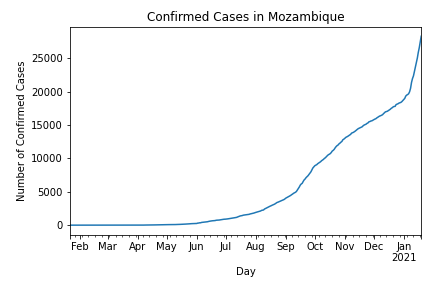 Confirmed Cases in Mozambique
Number of Confirmed Cases
25000
20000
15000
10000
5000
0
Feb Mar Apr May Jun Jul Aug Sep Oct Nov Dec Jan
2021
Day